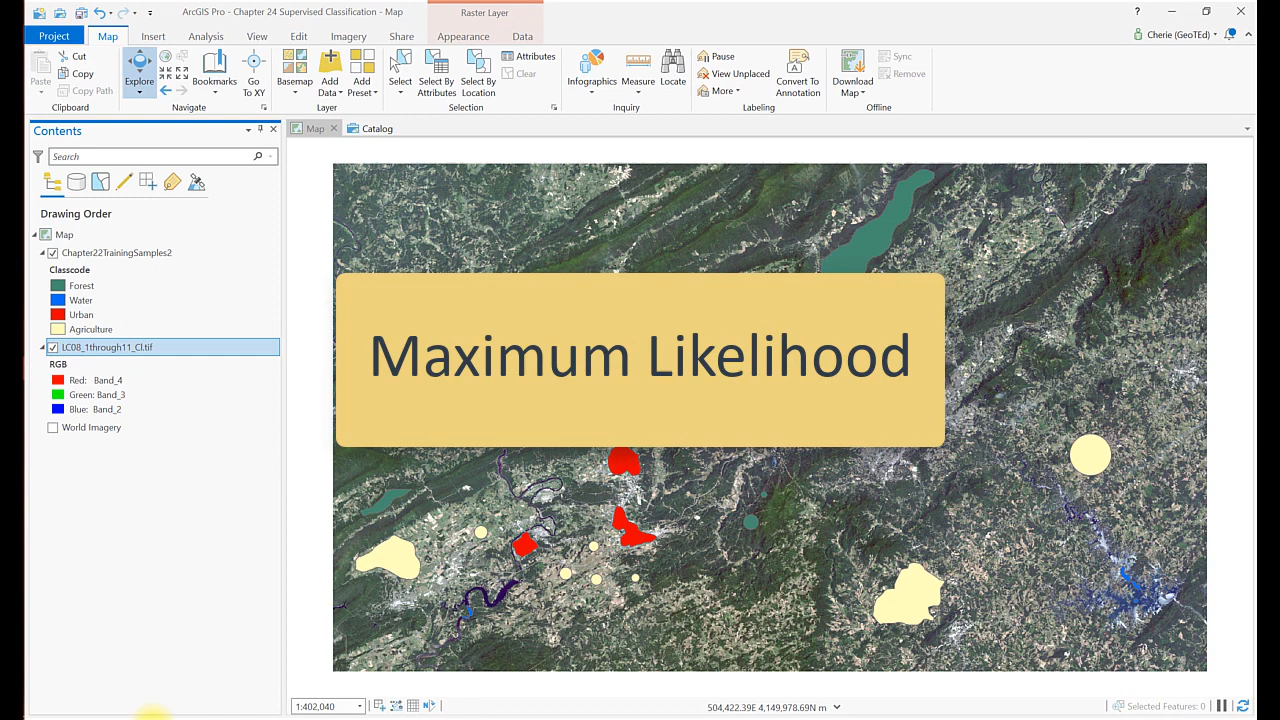 ArcGIS Pro - Chapter 24 Supervised Classification - Map
Raster Layer
?
Project Map Insert Analysis View Edit Imagery Share Appearance Data
Cherie (GeoTEd)
Paste
Cut
Copy
Copy Path
Clipboard
Explore
Bookmarks
Go
To XY
Navigate
Basemap
Add
Data
Add
Preset
Layer
Select
Select By
Attributes
Select By
Location
Attributes
Clear
Selection
Infographics
Measure
Locate
Inquiry
Pause
View Unplaced
More
Convert To
Annotation
Labeling
Download
Map
Sync
Remove
Offline
Contents
Search
Drawing Order
Map
Chapter22TrainingSamples2
Classcode
Forest
Water
Urban
Agriculture
LC08_1through11_Cl.tif
RGB
Red: Band_4
Green: Band_3
Blue: Band_2
World Imagery
Map
Catalog
Maximum Likelihood
1:402,040
504,422.39E 4,149,978.69N m
Selected Features: 0